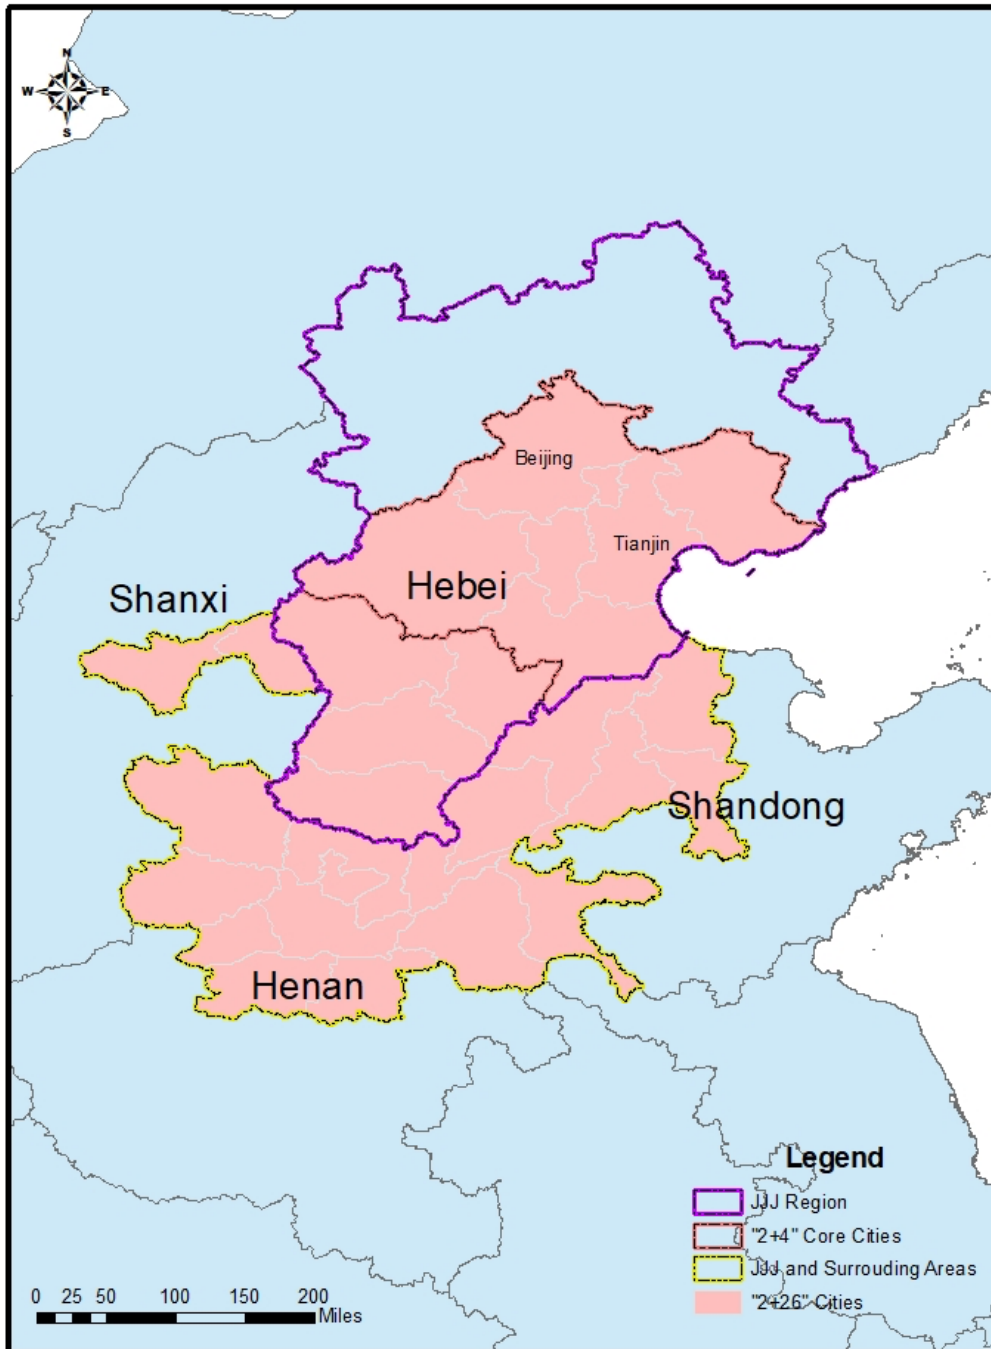 N
W E
S
Beijing
Tianjin
Shanxi
Hebei
Shandong
Henan
Legend
JJJ Region
"2+4" Core Cities
JJJ and Surrouding Areas
"2+26" Cities
0 25 50 100 150 200
Miles